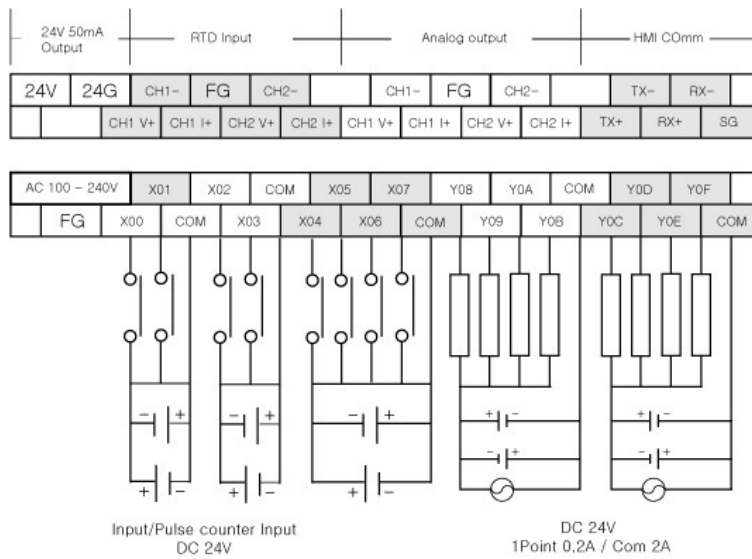 24V 50mA
Output
RTD Input
Analog output
HMI COmm
24V 24G CH1- FG CH2- CH1- FG CH2- TX- RX-
CH1 V+ CH1 I+ CH2 V+ CH2 I+ CH1 V+ CH1 I+ CH2 V+ CH2 I+ TX+ RX+ SG
AC 100 - 240V X01 X02 COM X05 X07 Y08 Y0A COM Y0D Y0F
FG X00 COM X03 X04 X06 COM Y09 Y0B Y0C Y0E COM
- + - + - + + - + -
- + - +
+ - + - + -
Input/Pulse counter Input
DC 24V
DC 24V
1Point 0.2A / Com 2A